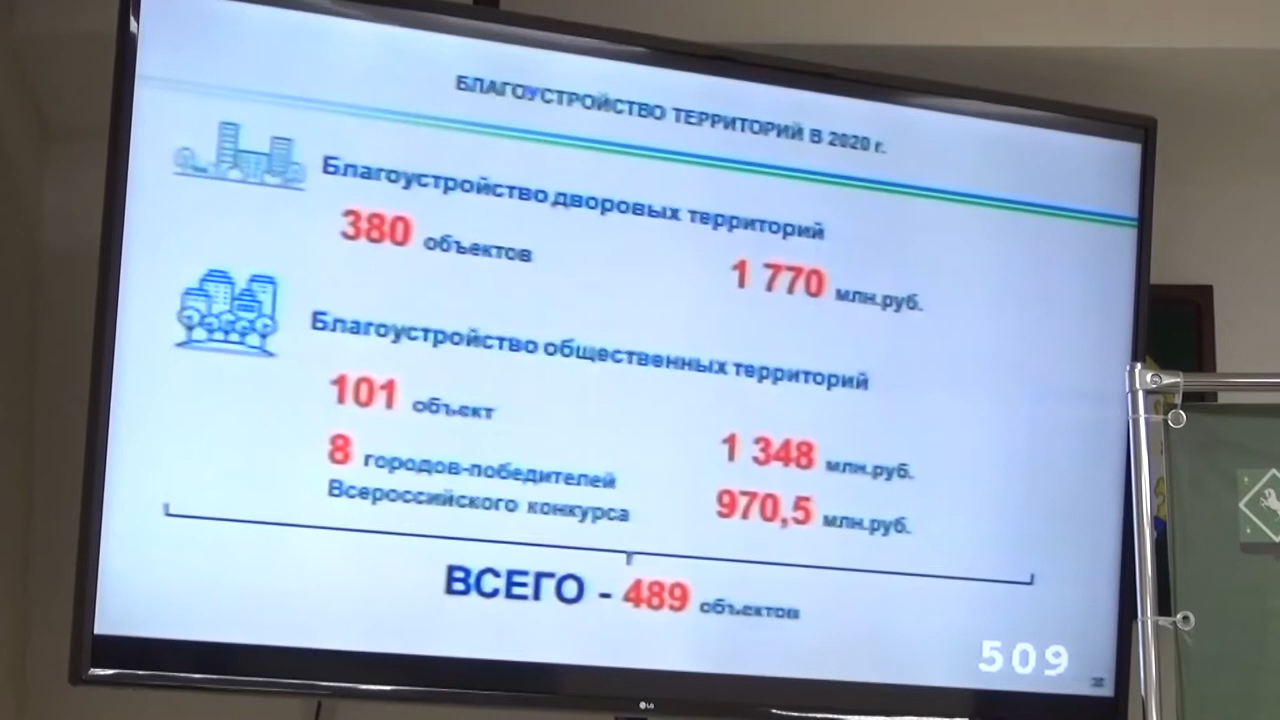 БЛАГОУСТРОЙСТВО ТЕРРИТОРИЙ В 2020 г.
Благоустройство дворовых территорий
380 объектов
1 770 млн.руб.
Благоустройство общественных территорий
101 объект
1 348 млн.руб.
8 городов-победителей
Всероссийского конкурса
970,5 млн.руб.
ВСЕГО - 489 объектов
509
LG